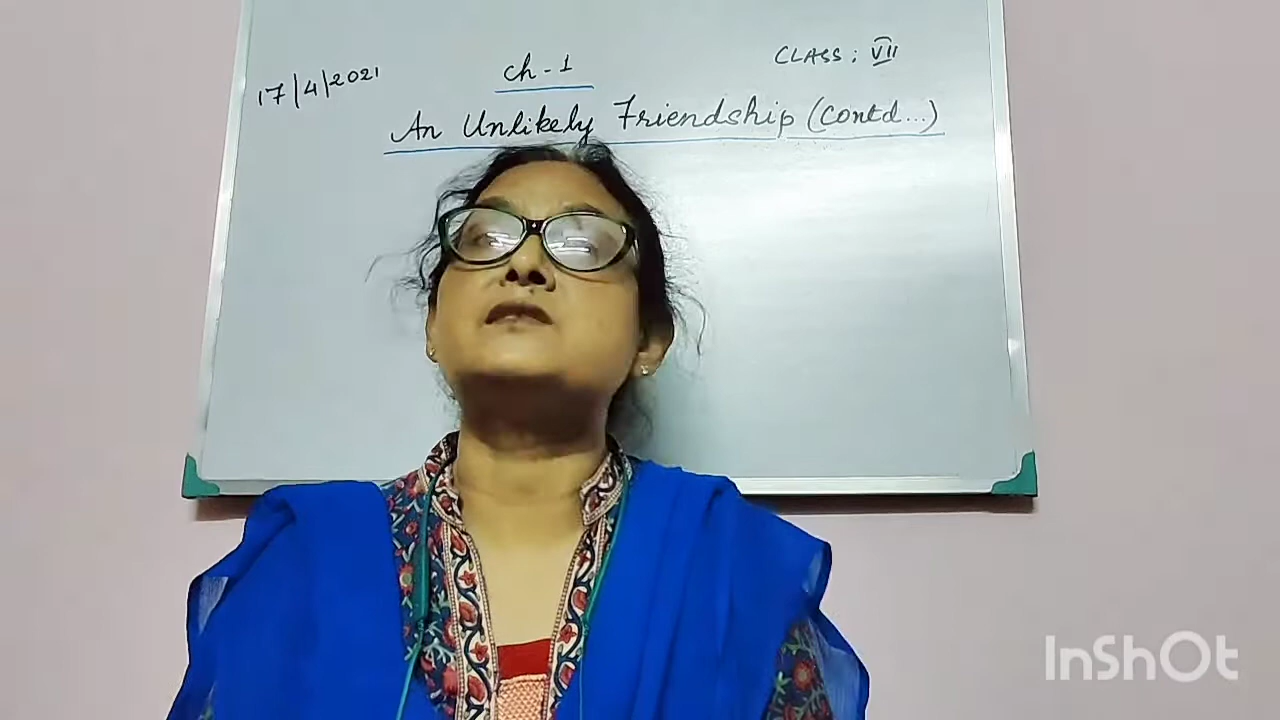 17/4/2021
Ch - 1
CLASS : VII
An Unlikely Friendship (Contd...)
InShOt